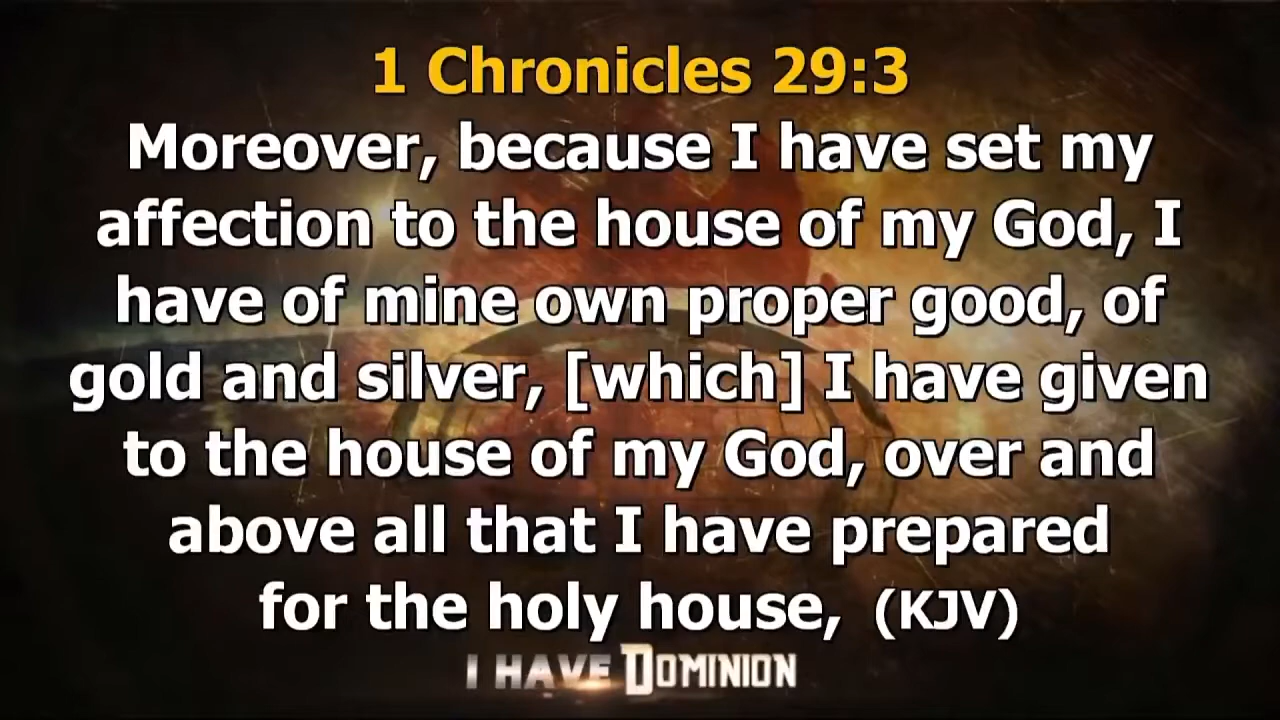 1 Chronicles 29:3
Moreover, because I have set my
affection to the house of my God, I
have of mine own proper good, of
gold and silver, [which] I have given
to the house of my God, over and
above all that I have prepared
for the holy house, (KJV)
I HAVE DOMINION